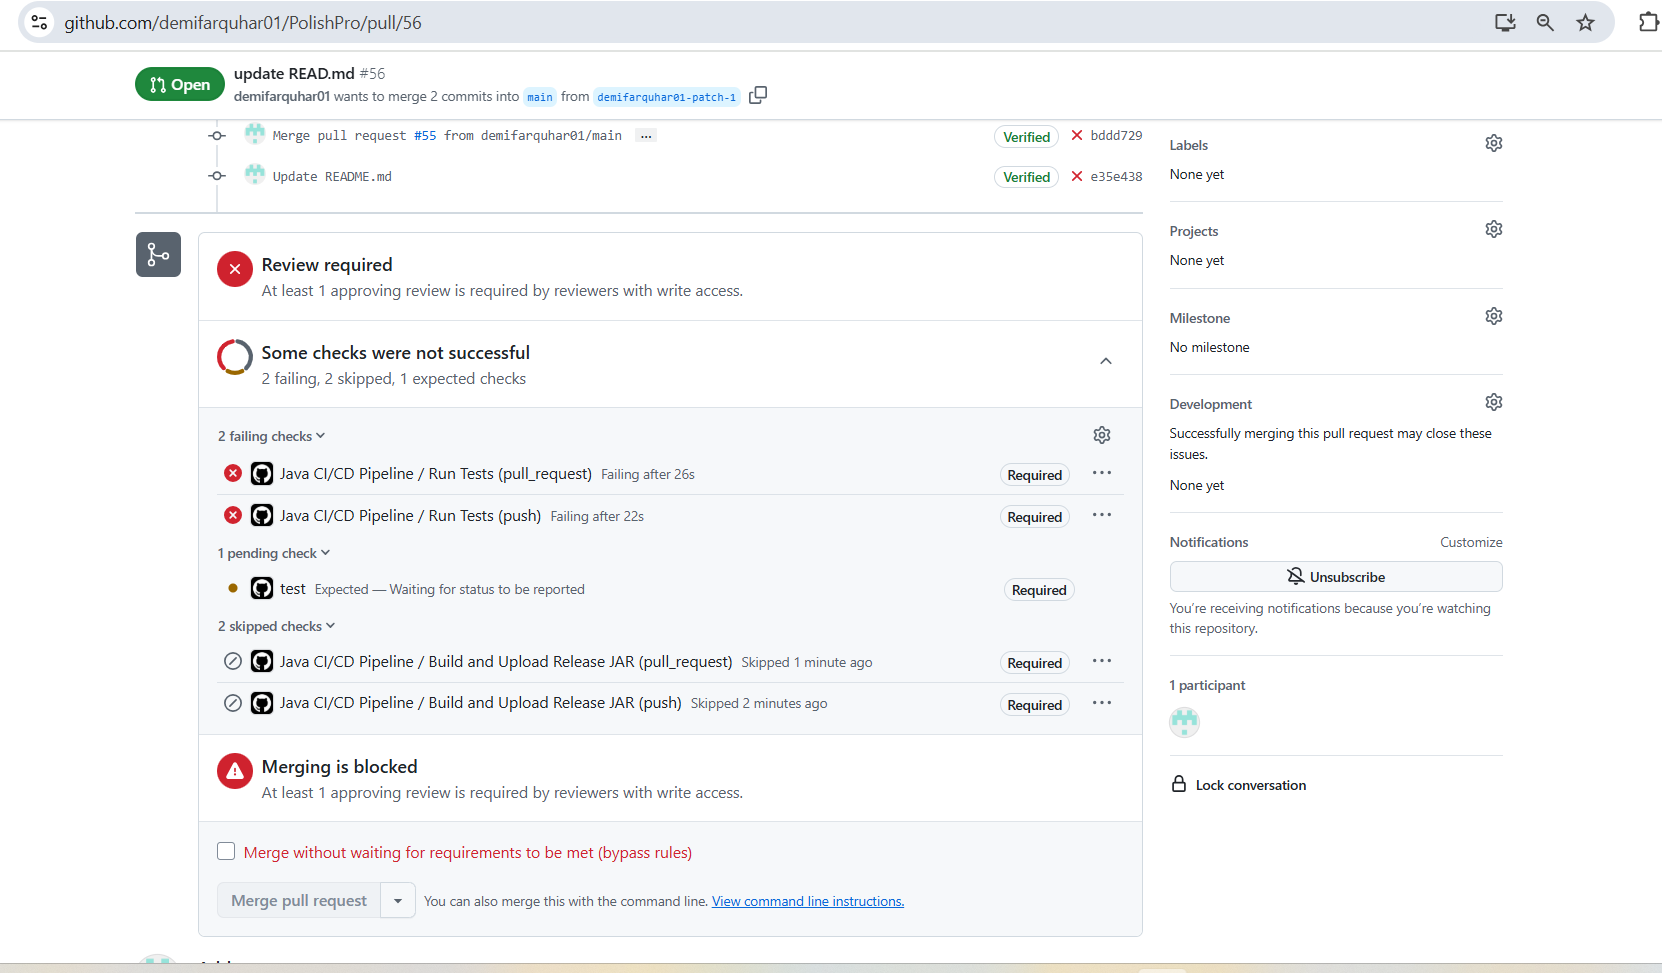 github.com/demifarquhar01/PolishPro/pull/56
Open
update READ.md #56
demifarquhar01 wants to merge 2 commits into main from demifarquhar01-patch-1
Merge pull request #55 from demifarquhar01/main ...
Verified
bddd729
Update README.md
Verified
e35e438
Review required
At least 1 approving review is required by reviewers with write access.
Some checks were not successful
2 failing, 2 skipped, 1 expected checks
2 failing checks
Java CI/CD Pipeline / Run Tests (pull_request) Failing after 26s
Required
Java CI/CD Pipeline / Run Tests (push) Failing after 22s
Required
1 pending check
test Expected — Waiting for status to be reported
Required
2 skipped checks
Java CI/CD Pipeline / Build and Upload Release JAR (pull_request) Skipped 1 minute ago
Required
Java CI/CD Pipeline / Build and Upload Release JAR (push) Skipped 2 minutes ago
Required
Merging is blocked
At least 1 approving review is required by reviewers with write access.
Merge without waiting for requirements to be met (bypass rules)
Merge pull request
You can also merge this with the command line. View command line instructions.
Labels
None yet
Projects
None yet
Milestone
No milestone
Development
Successfully merging this pull request may close these
issues.
None yet
Notifications
Customize
Unsubscribe
You're receiving notifications because you're watching
this repository.
1 participant
Lock conversation